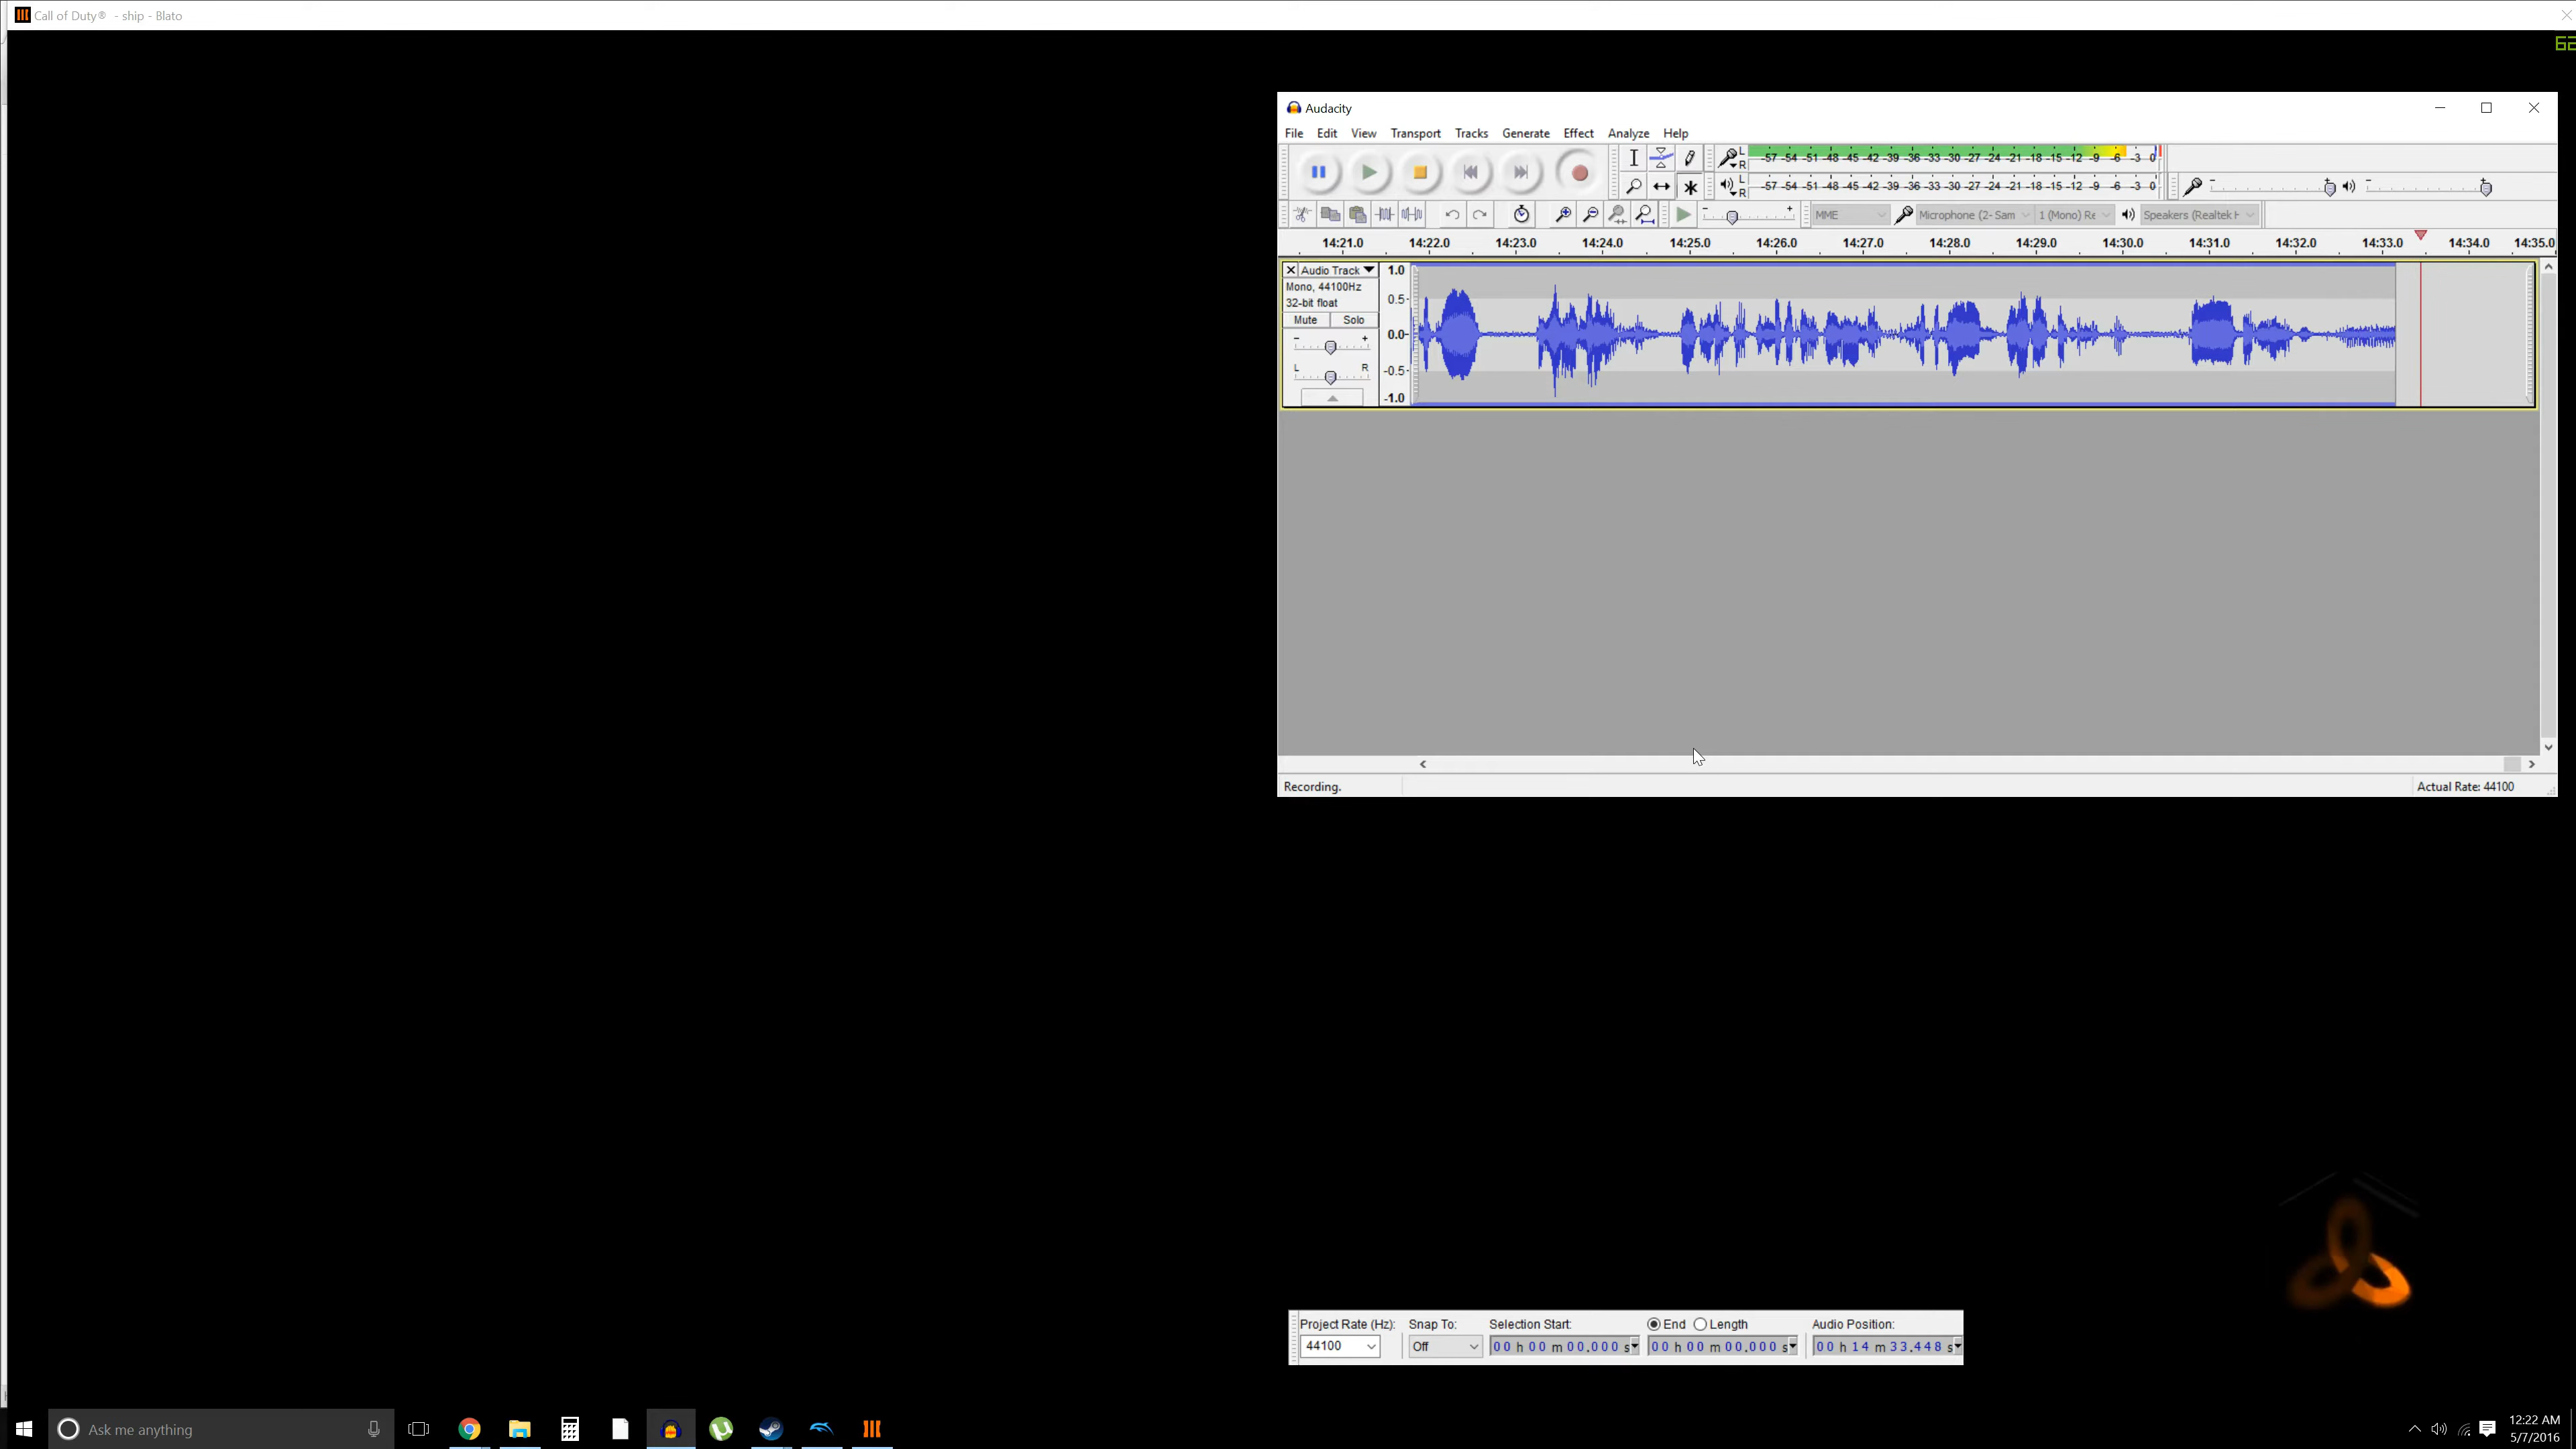 Call of Duty® - ship - Blato
62
Audacity
File Edit View Transport Tracks Generate Effect Analyze Help
L
R
-57 -54 -51 -48 -45 -42 -39 -36 -33 -30 -27 -24 -21 -18 -15 -12 -9 -6 -3 0
L
R
-57 -54 -51 -48 -45 -42 -39 -36 -33 -30 -27 -24 -21 -18 -15 -12 -9 -6 -3 0
MME
Microphone (2- Sam
1 (Mono) Re
Speakers (Realtek H
14:21.0 14:22.0 14:23.0 14:24.0 14:25.0 14:26.0 14:27.0 14:28.0 14:29.0 14:30.0 14:31.0 14:32.0 14:33.0 14:34.0 14:35.0
Audio Track
Mono, 44100Hz
32-bit float
Mute Solo
- +
L R
1.0
0.5
0.0
-0.5
-1.0
Recording.
Actual Rate: 44100
Project Rate (Hz): Snap To: Selection Start: End Length Audio Position:
44100 Off 00 h 00 m 00.000 s 00 h 00 m 00.000 s 00 h 14 m 33.448 s
Ask me anything
12:22 AM
5/7/2016